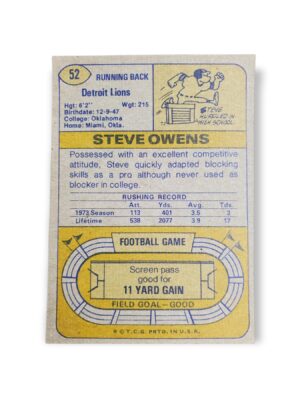 52
RUNNING BACK
Detroit Lions
Hgt: 6'2" Wgt: 215
Birthdate: 12-9-47
College: Oklahoma
Home: Miami, Okla.
STEVE
HURDLED IN
HIGH SCHOOL.
STEVE OWENS
Possessed with an excellent competitive
attitude, Steve quickly adapted blocking
skills as a pro although never used as
blocker in college.
RUSHING RECORD
Att. Yds. Avg. Tds.
1973 Season 113 401 3.5 3
Lifetime 538 2077 3.9 17
FOOTBALL GAME
Screen pass
good for
11 YARD GAIN
FIELD GOAL—GOOD
© T.C.G. PRTD. IN U.S.A.